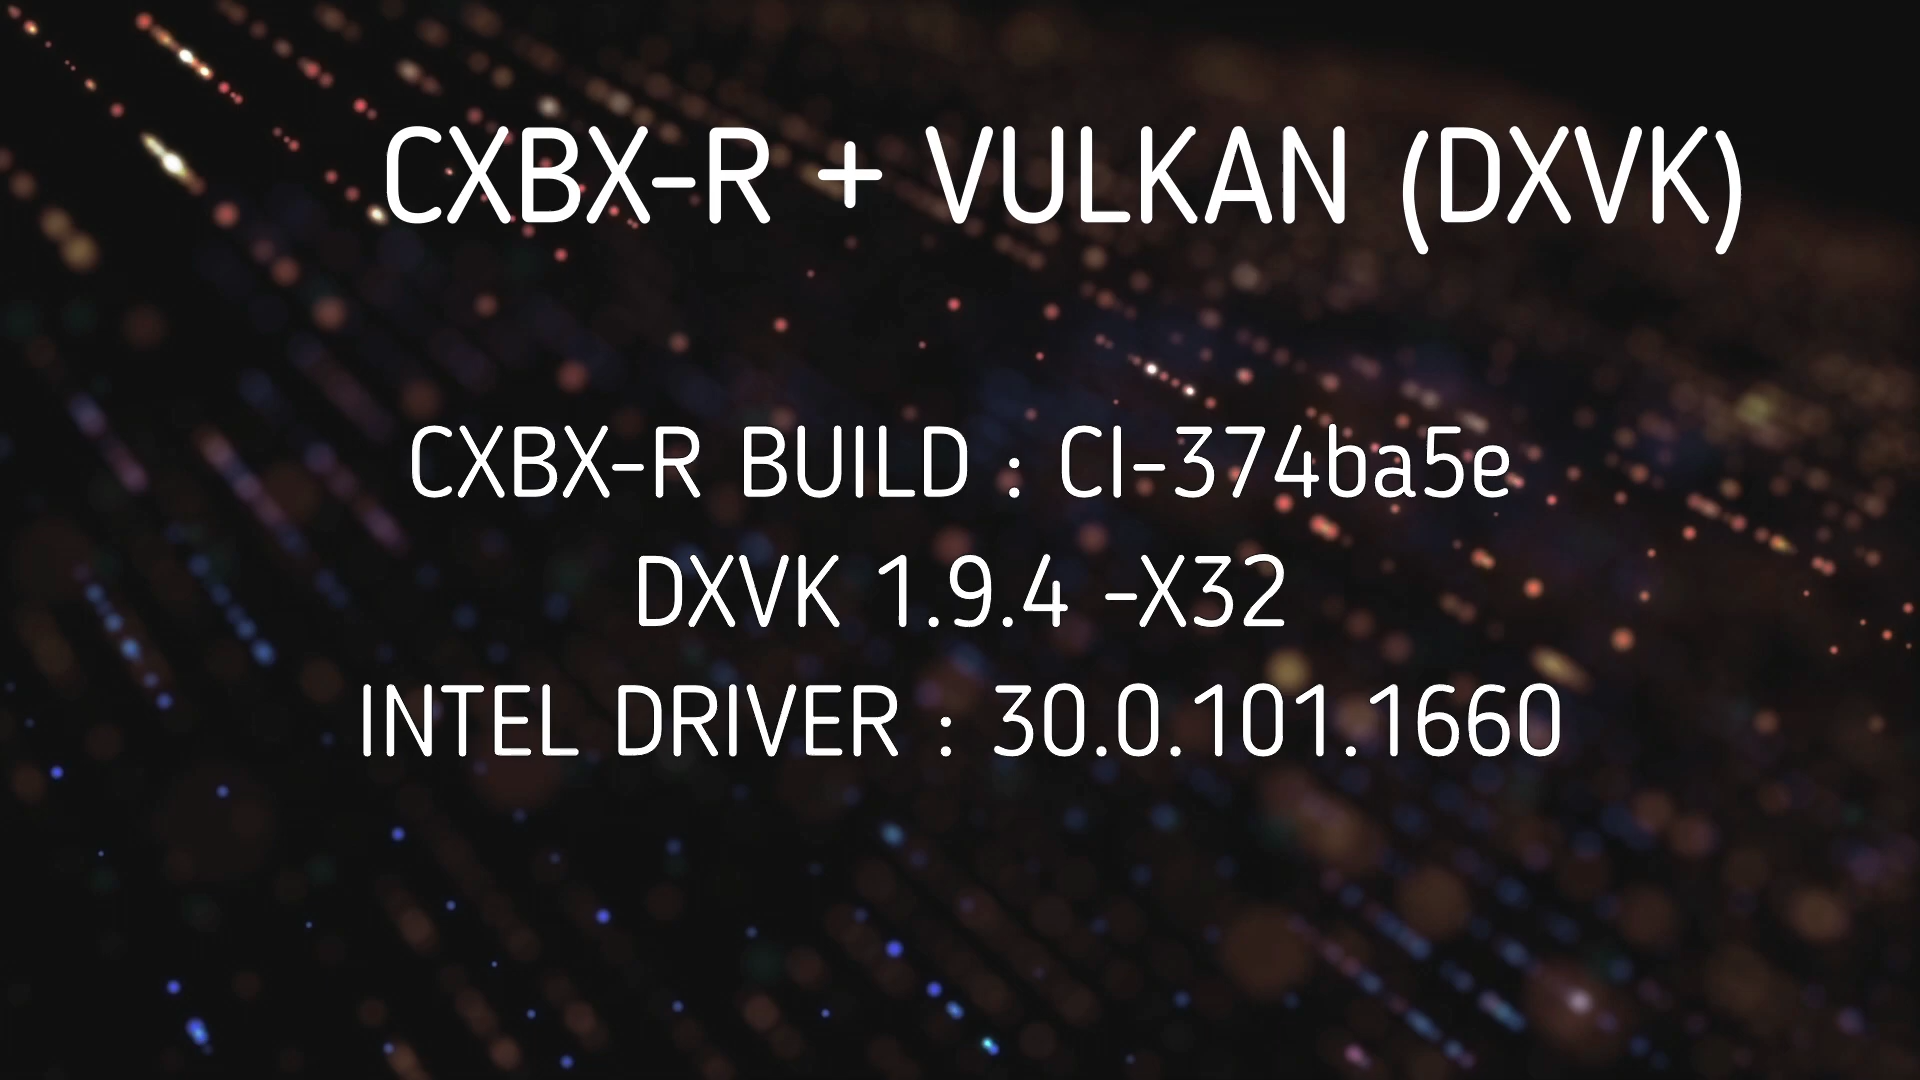 CXBX-R + VULKAN (DXVK)
CXBX-R BUILD : CI-374ba5e
DXVK 1.9.4 -X32
INTEL DRIVER : 30.0.101.1660